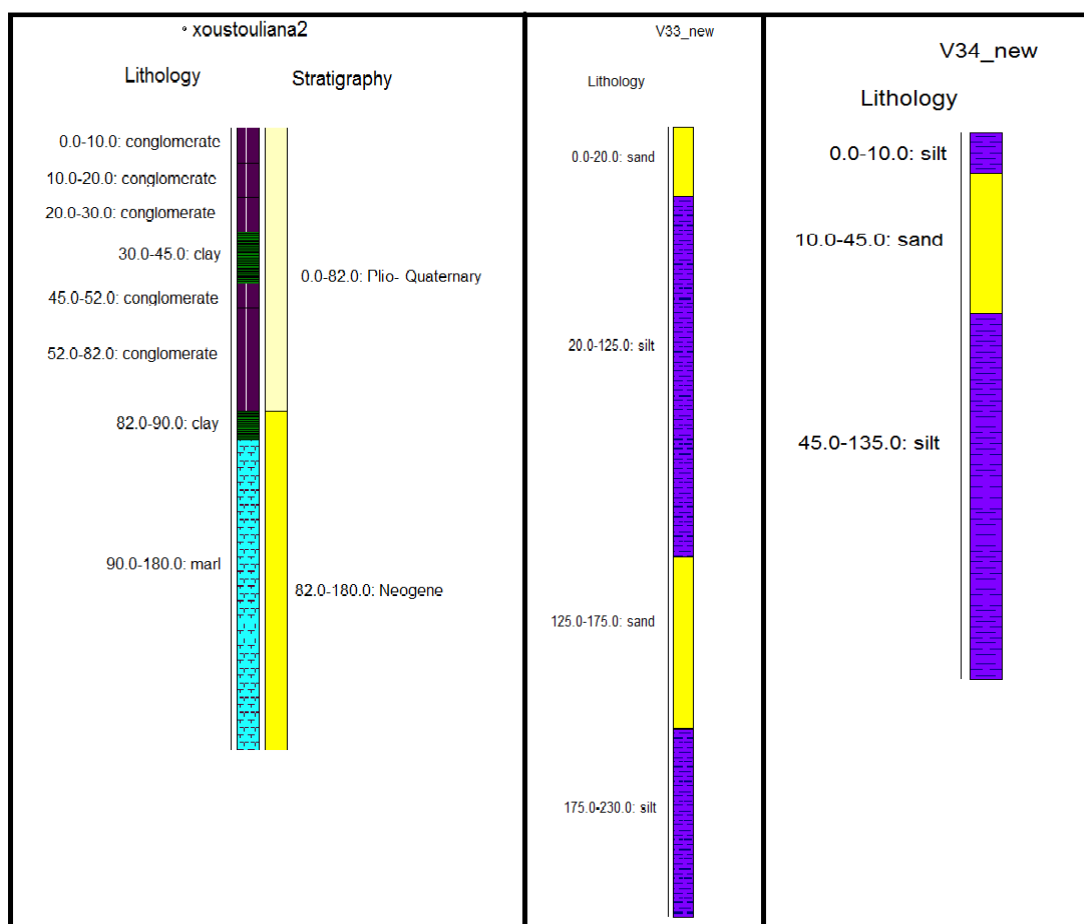 xoustouliana2
Lithology
Stratigraphy
0.0-10.0: conglomerate
10.0-20.0: conglomerate
20.0-30.0: conglomerate
30.0-45.0: clay
0.0-82.0: Plio- Quaternary
45.0-52.0: conglomerate
52.0-82.0: conglomerate
82.0-90.0: clay
90.0-180.0: marl
82.0-180.0: Neogene
V33_new
Lithology
0.0-20.0: sand
20.0-125.0: silt
125.0-175.0: sand
175.0-230.0: silt
V34_new
Lithology
0.0-10.0: silt
10.0-45.0: sand
45.0-135.0: silt